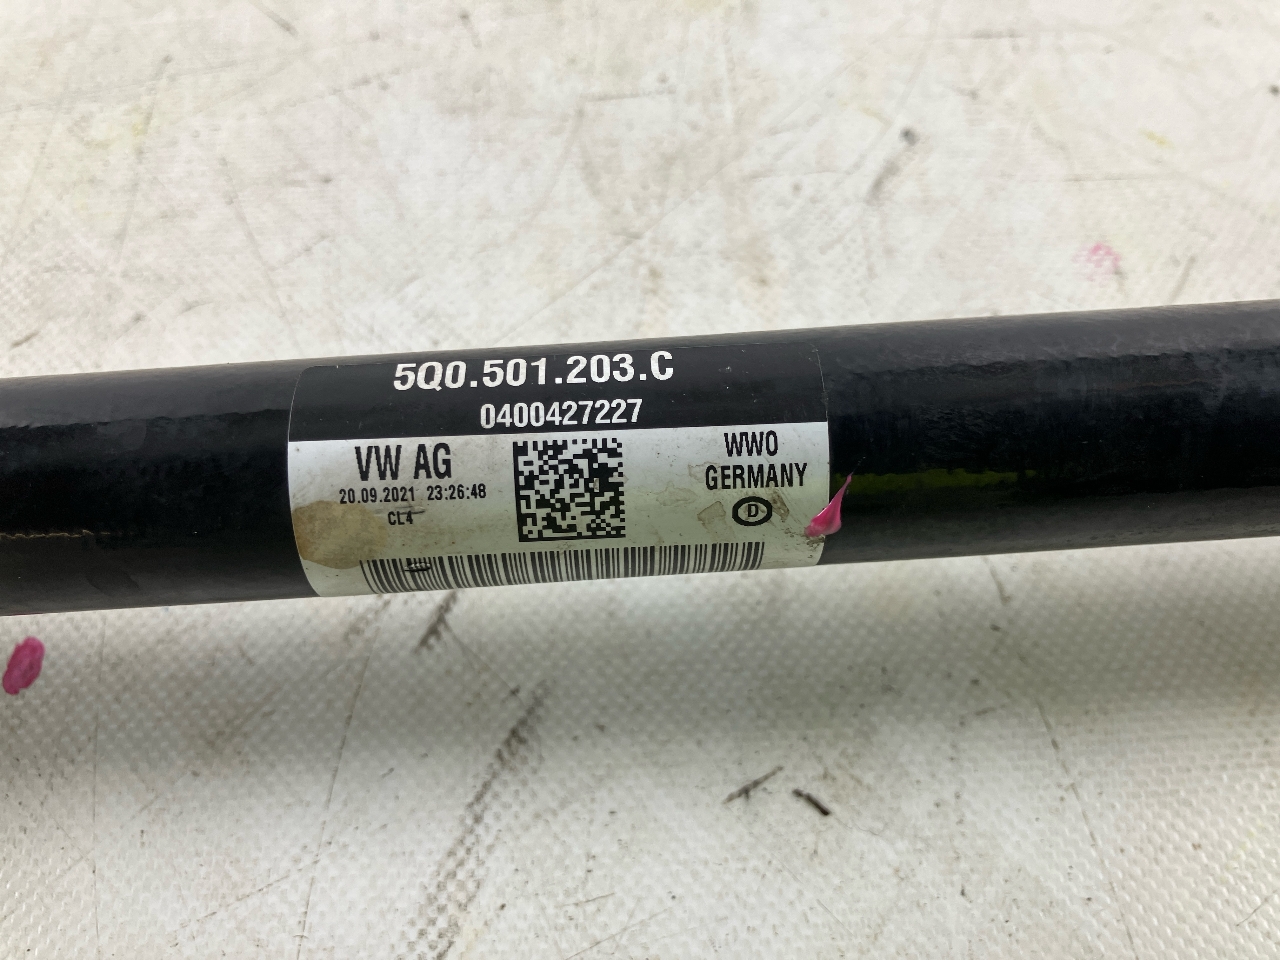 5Q0.501.203.C
0400427227
VW AG
20.09.2021 23:26:48
CL4
WWO
GERMANY
D